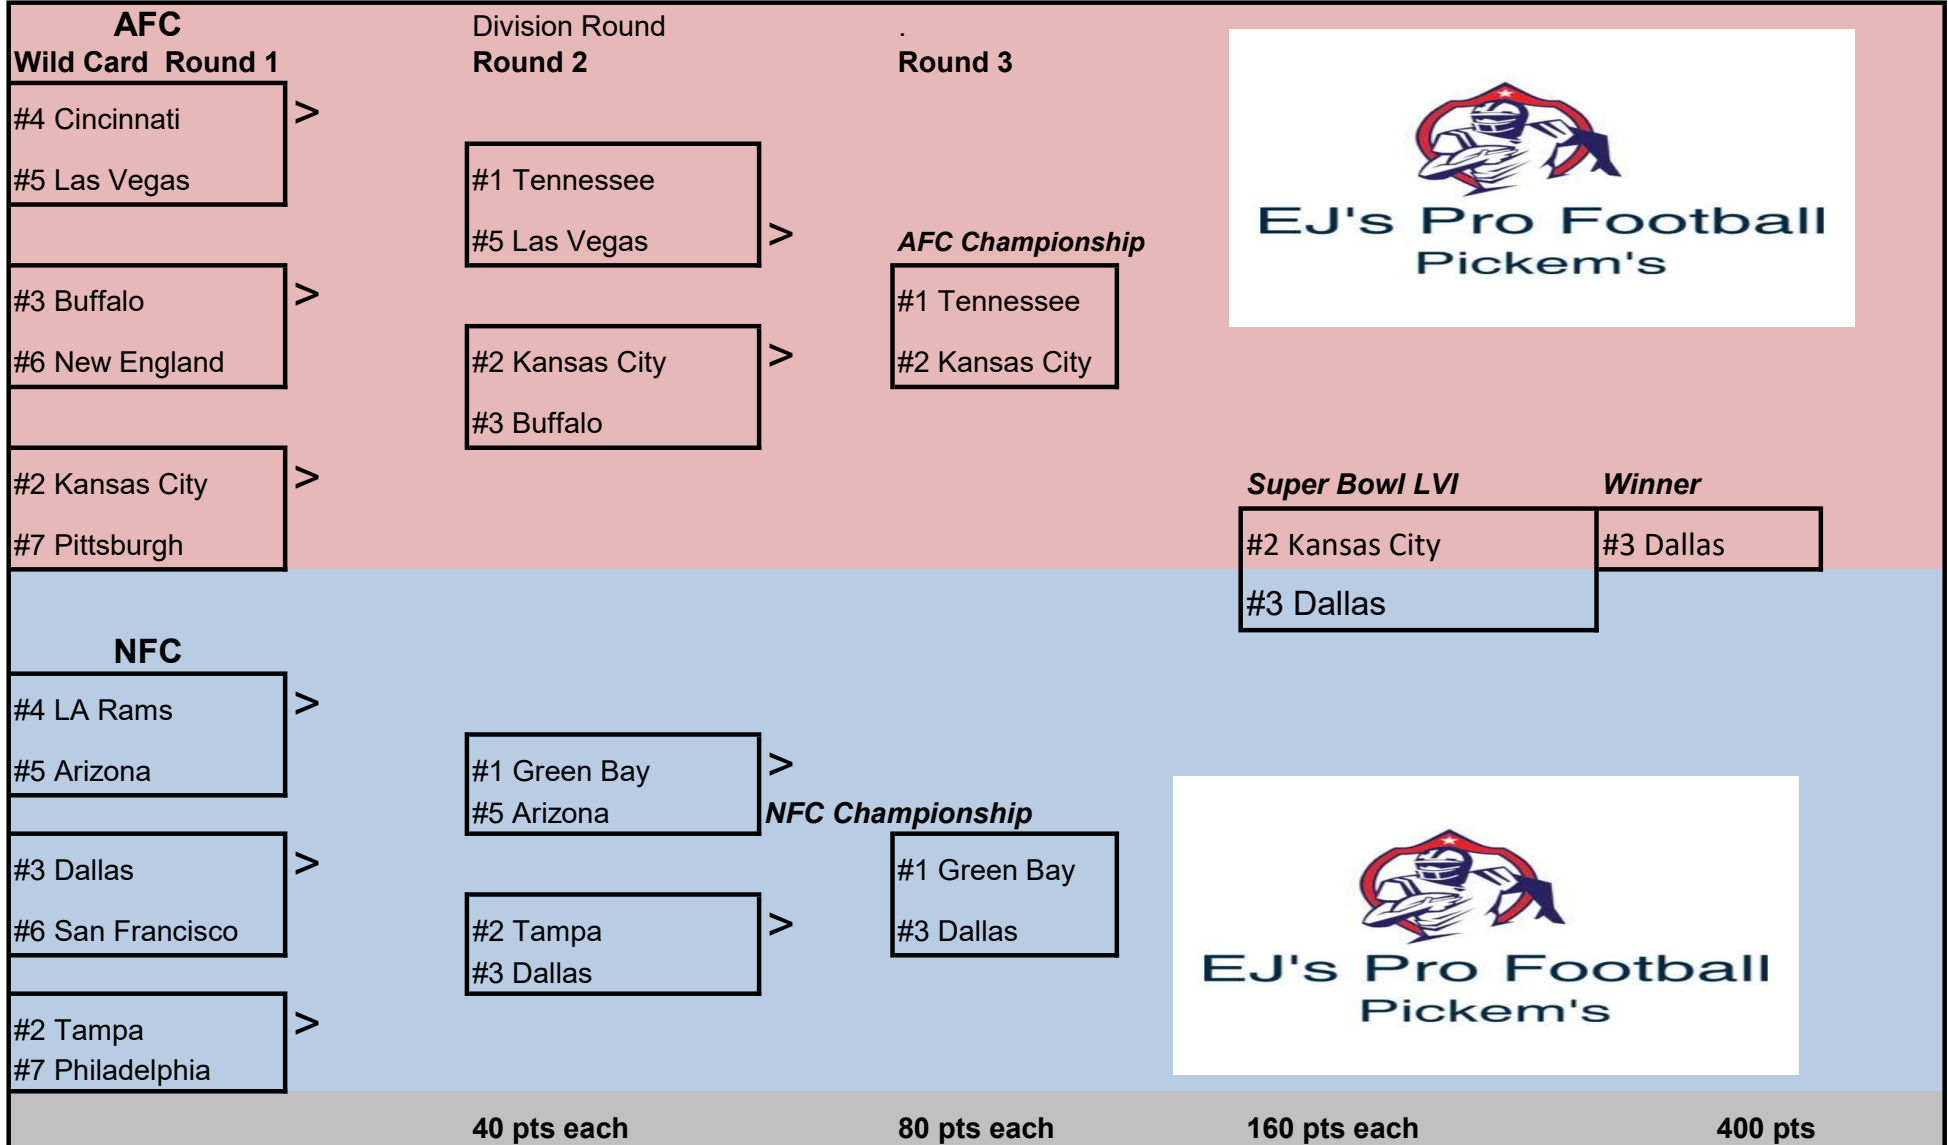 AFC
Division Round
.
Wild Card Round 1
Round 2
Round 3
#4 Cincinnati
>
#5 Las Vegas
#1 Tennessee
#5 Las Vegas
>
AFC Championship
#3 Buffalo
>
#1 Tennessee
#6 New England
#2 Kansas City
>
#2 Kansas City
#3 Buffalo
EJ's Pro Football
Pickem's
#2 Kansas City
>
Super Bowl LVI
Winner
#7 Pittsburgh
#2 Kansas City
#3 Dallas
#3 Dallas
NFC
#4 LA Rams
>
#5 Arizona
#1 Green Bay
>
#5 Arizona
NFC Championship
#3 Dallas
>
#1 Green Bay
#6 San Francisco
#2 Tampa
>
#3 Dallas
#3 Dallas
EJ's Pro Football
Pickem's
#2 Tampa
>
#7 Philadelphia
40 pts each
80 pts each
160 pts each
400 pts